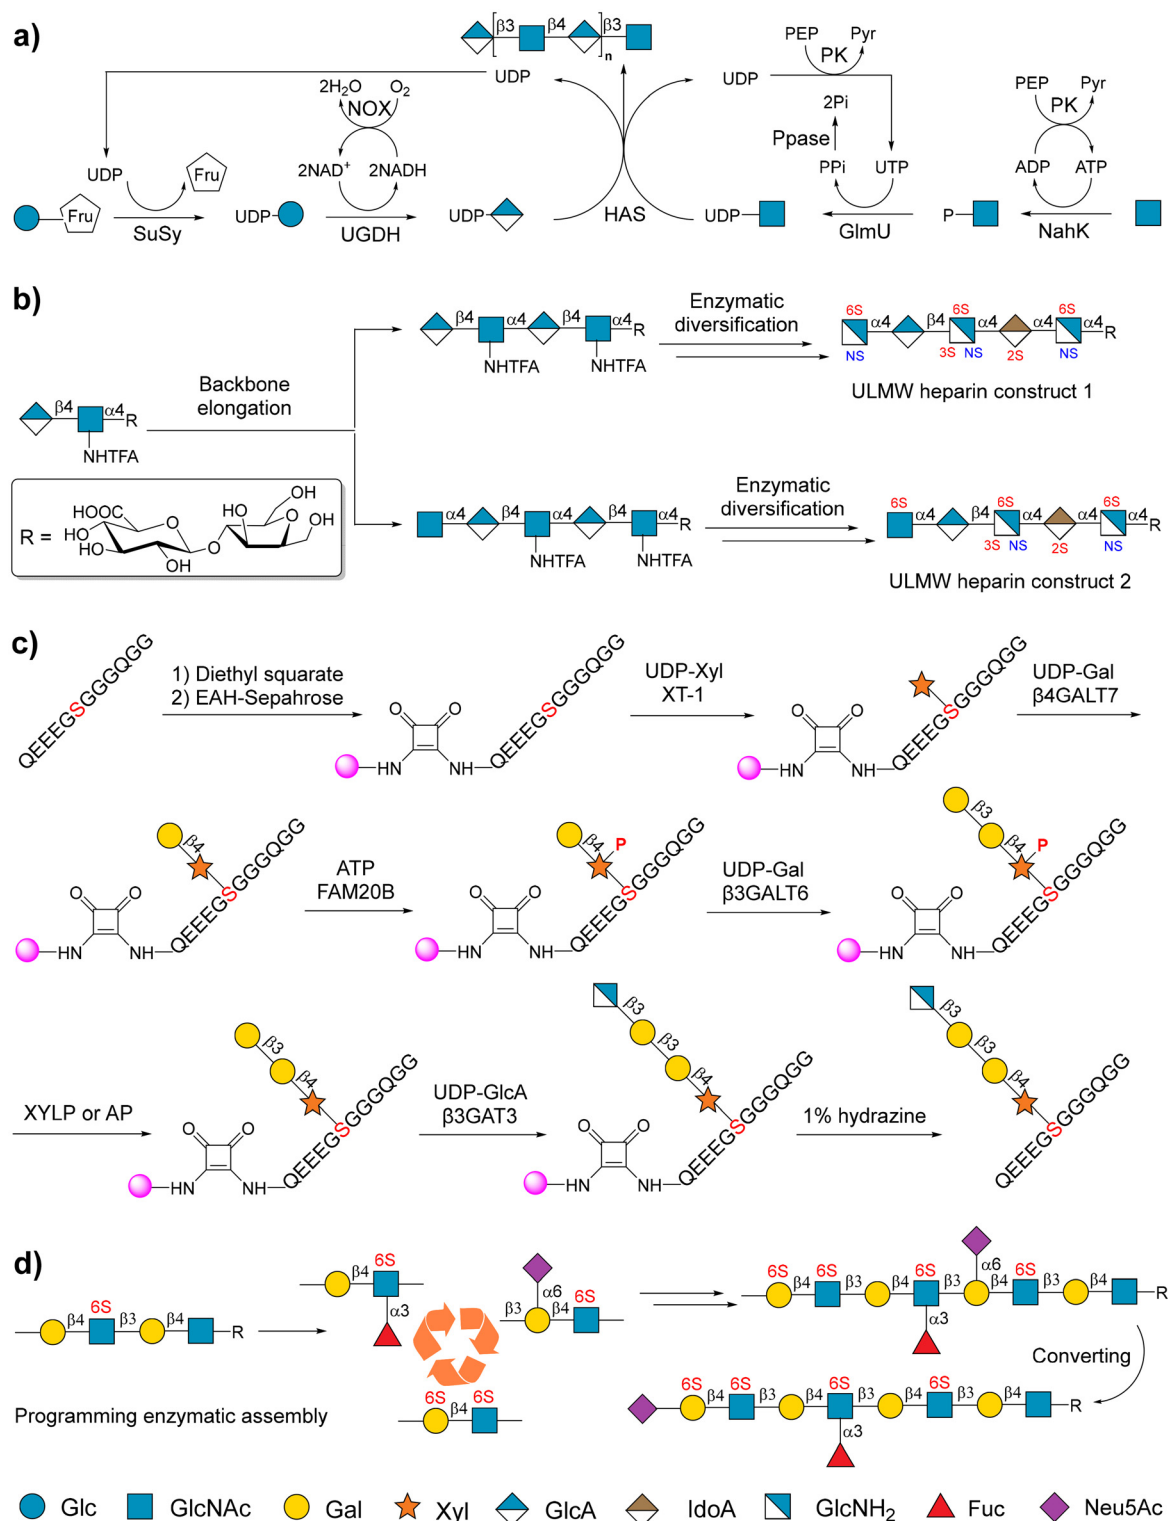 a)
β3 β4 β3
n
UDP
2H2O O2
NOX
2NAD+ 2NADH
UDP
Fru
Fru
SuSy
UDP
UGDH
UDP
HAS
UDP
PEP Pyr
PK
2Pi
Ppase
PPi UTP
UDP
GlmU
P
PEP Pyr
PK
ADP ATP
NahK
b)
β4 α4
R
NHTFA
Backbone
elongation
β4 α4 β4 α4
R
NHTFA NHTFA
Enzymatic
diversification
6S 6S 6S
α4 β4 α4 α4 α4
R
NS 3S NS 2S NS
ULMW heparin construct 1
R =
HOOC
HO
HO
OH
O
O
HO
O
OH
OH
α4 β4 α4 β4 α4
R
NHTFA NHTFA
Enzymatic
diversification
6S 6S 6S
α4 β4 α4 α4 α4
R
3S NS 2S NS
ULMW heparin construct 2
c)
QEEEGSGGGQGG
1) Diethyl squarate
2) EAH-Sepahrose
O O
HN NH
QEEEGSGGGQGG
UDP-Xyl
XT-1
O O
HN NH
QEEEGSGGGQGG
UDP-Gal
β4GALT7
β4
O O
HN NH
QEEEGSGGGQGG
ATP
FAM20B
β4
P
O O
HN NH
QEEEGSGGGQGG
UDP-Gal
β3GALT6
β3
P
O O
HN NH
QEEEGSGGGQGG
XYLP or AP
β3
β4
O O
HN NH
QEEEGSGGGQGG
UDP-GlcA
β3GAT3
β3
β3
β4
O O
HN NH
QEEEGSGGGQGG
1% hydrazine
β3
β3
β4
QEEEGSGGGQGG
d)
6S
β4 β3 β4
R
Programming enzymatic assembly
6S
β4
α3
α6
β3 β4 6S
6S 6S
β4
α6
6S 6S 6S 6S
β4 β3 β4 β3 β4 β3 β4
R
α3
Converting
6S 6S 6S
β4 β3 β4 β3 β4 β3 β4
R
α3
Glc GlcNAc Gal Xyl GlcA IdoA GlcNH2 Fuc Neu5Ac